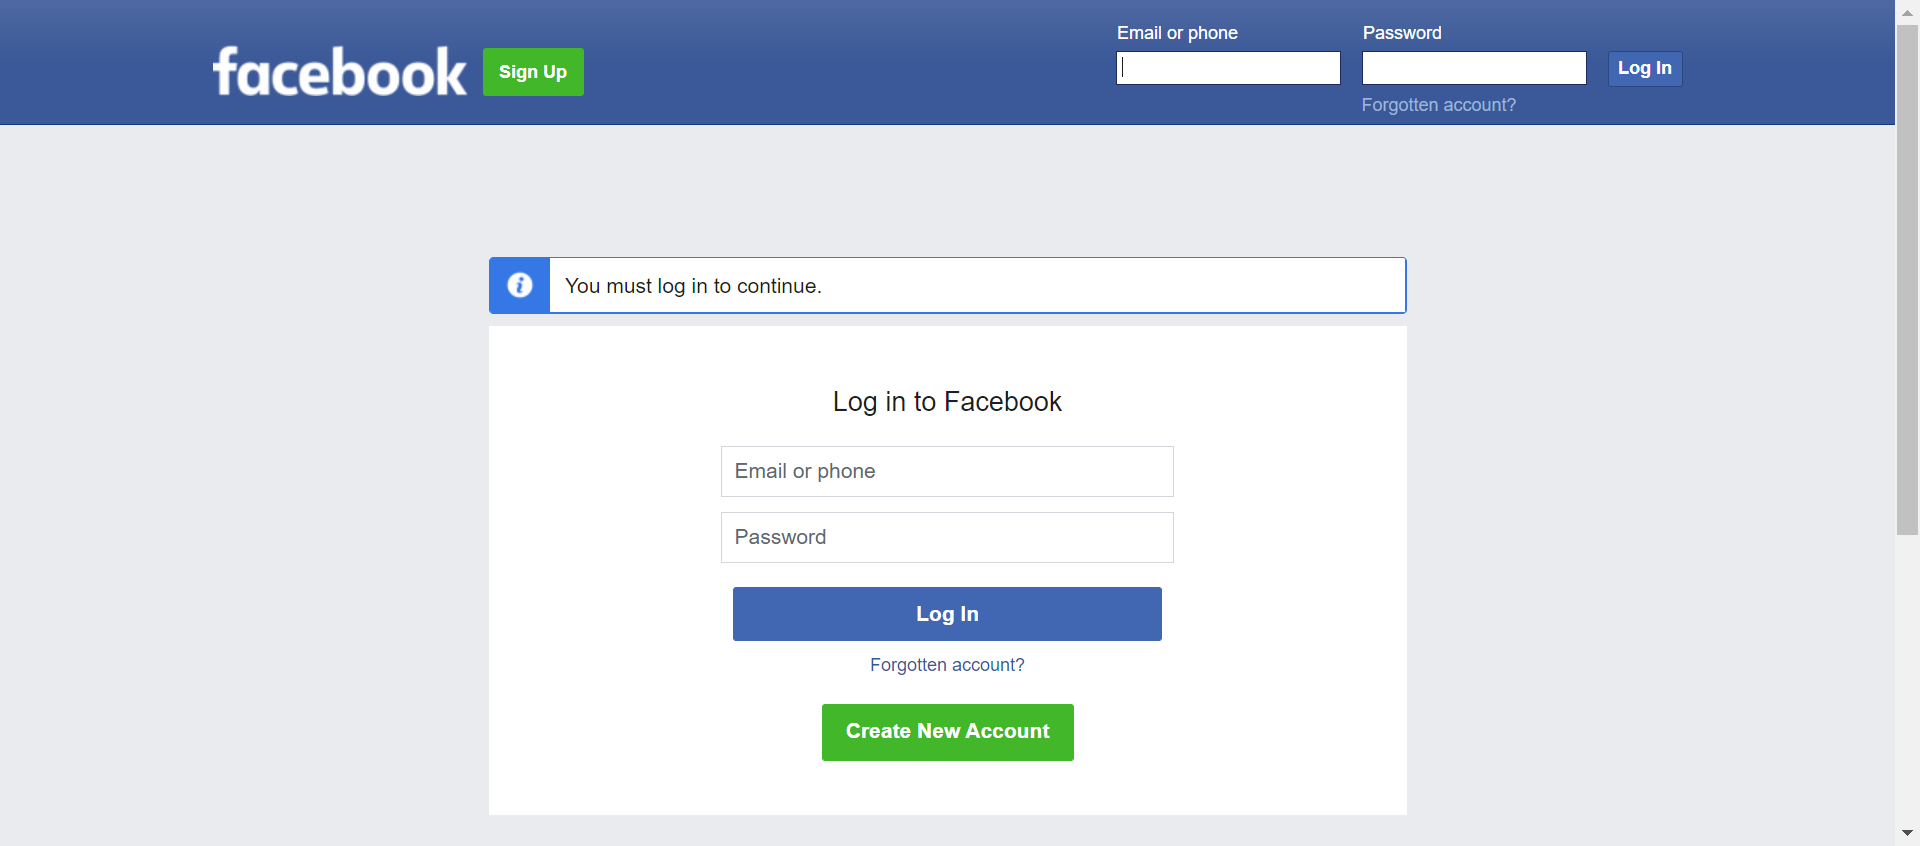 facebook
Sign Up
Email or phone
Password
Log In
Forgotten account?
You must log in to continue.
Log in to Facebook
Email or phone
Password
Log In
Forgotten account?
Create New Account